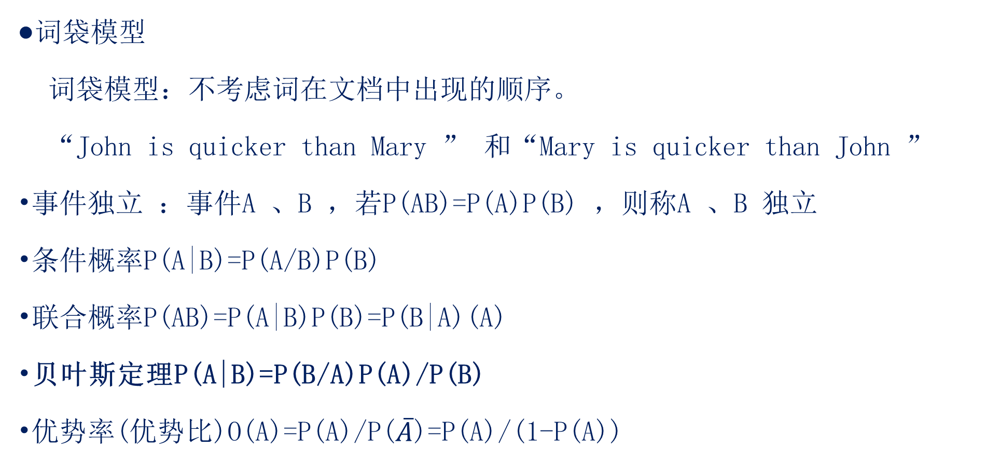 ●词袋模型
词袋模型：不考虑词在文档中出现的顺序。
“John is quicker than Mary ” 和“Mary is quicker than John ”
•事件独立 ：事件A 、B ，若P(AB)=P(A)P(B) ，则称A 、B 独立
•条件概率P(A|B)=P(A/B)P(B)
•联合概率P(AB)=P(A|B)P(B)=P(B|A)(A)
•贝叶斯定理P(A|B)=P(B/A)P(A)/P(B)
•优势率(优势比)O(A)=P(A)/P(Ā)=P(A)/(1-P(A))